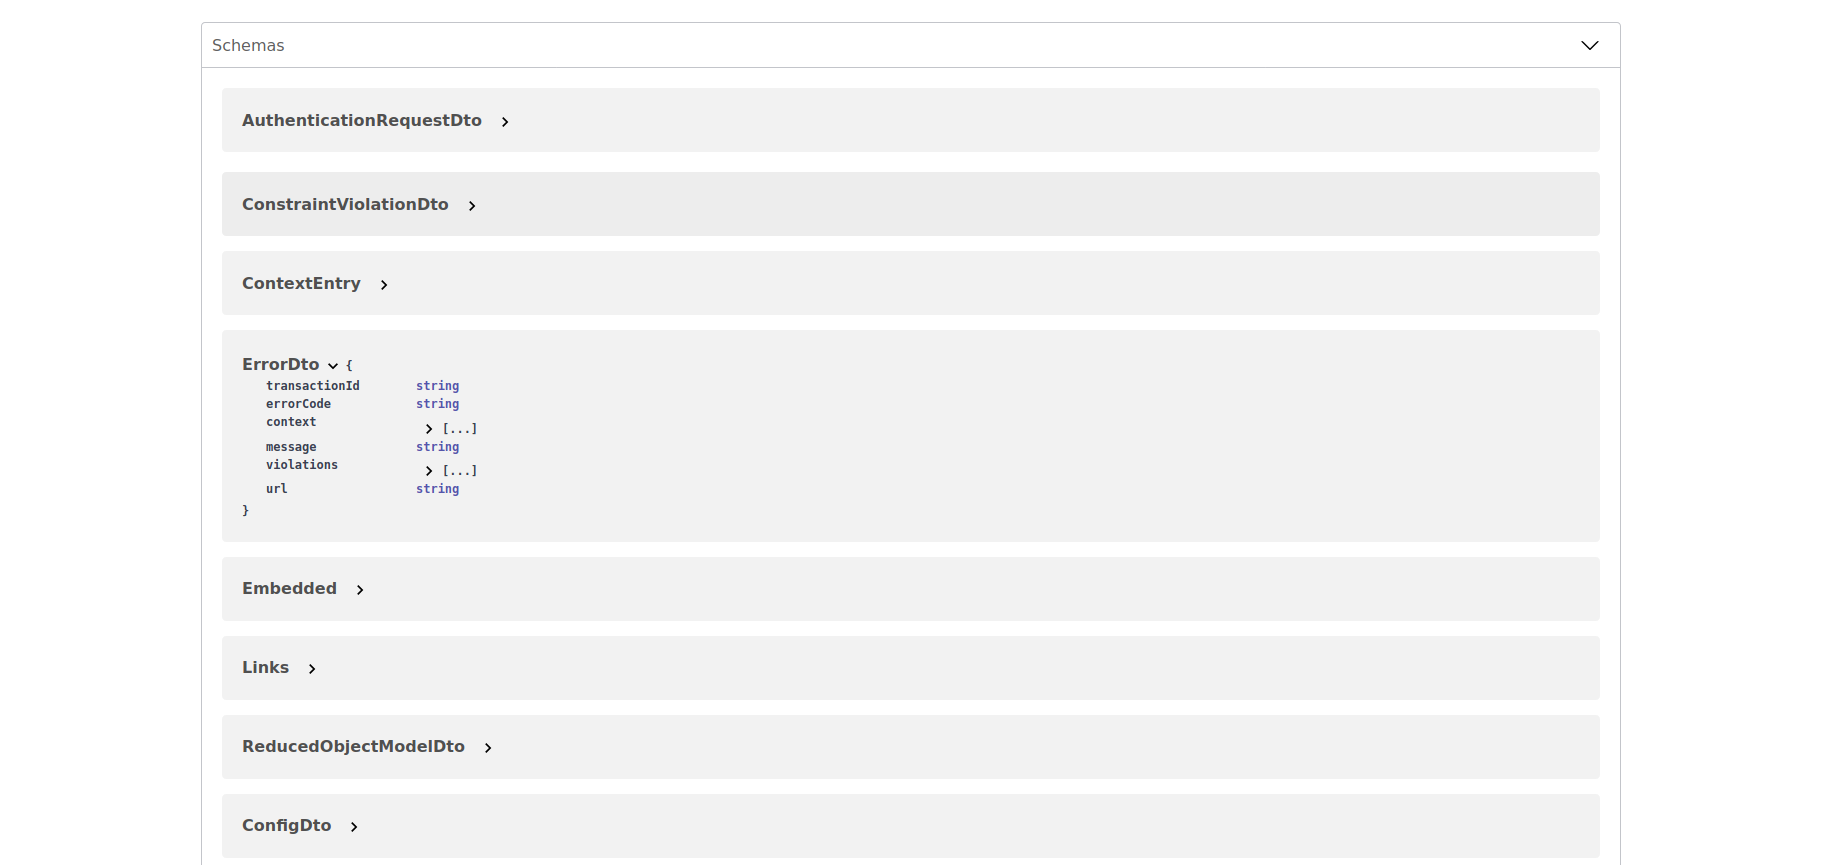 Schemas
AuthenticationRequestDto
ConstraintViolationDto
ContextEntry
ErrorDto {
transactionId string
errorCode string
context [...]
message string
violations [...]
url string
}
Embedded
Links
ReducedObjectModelDto
ConfigDto